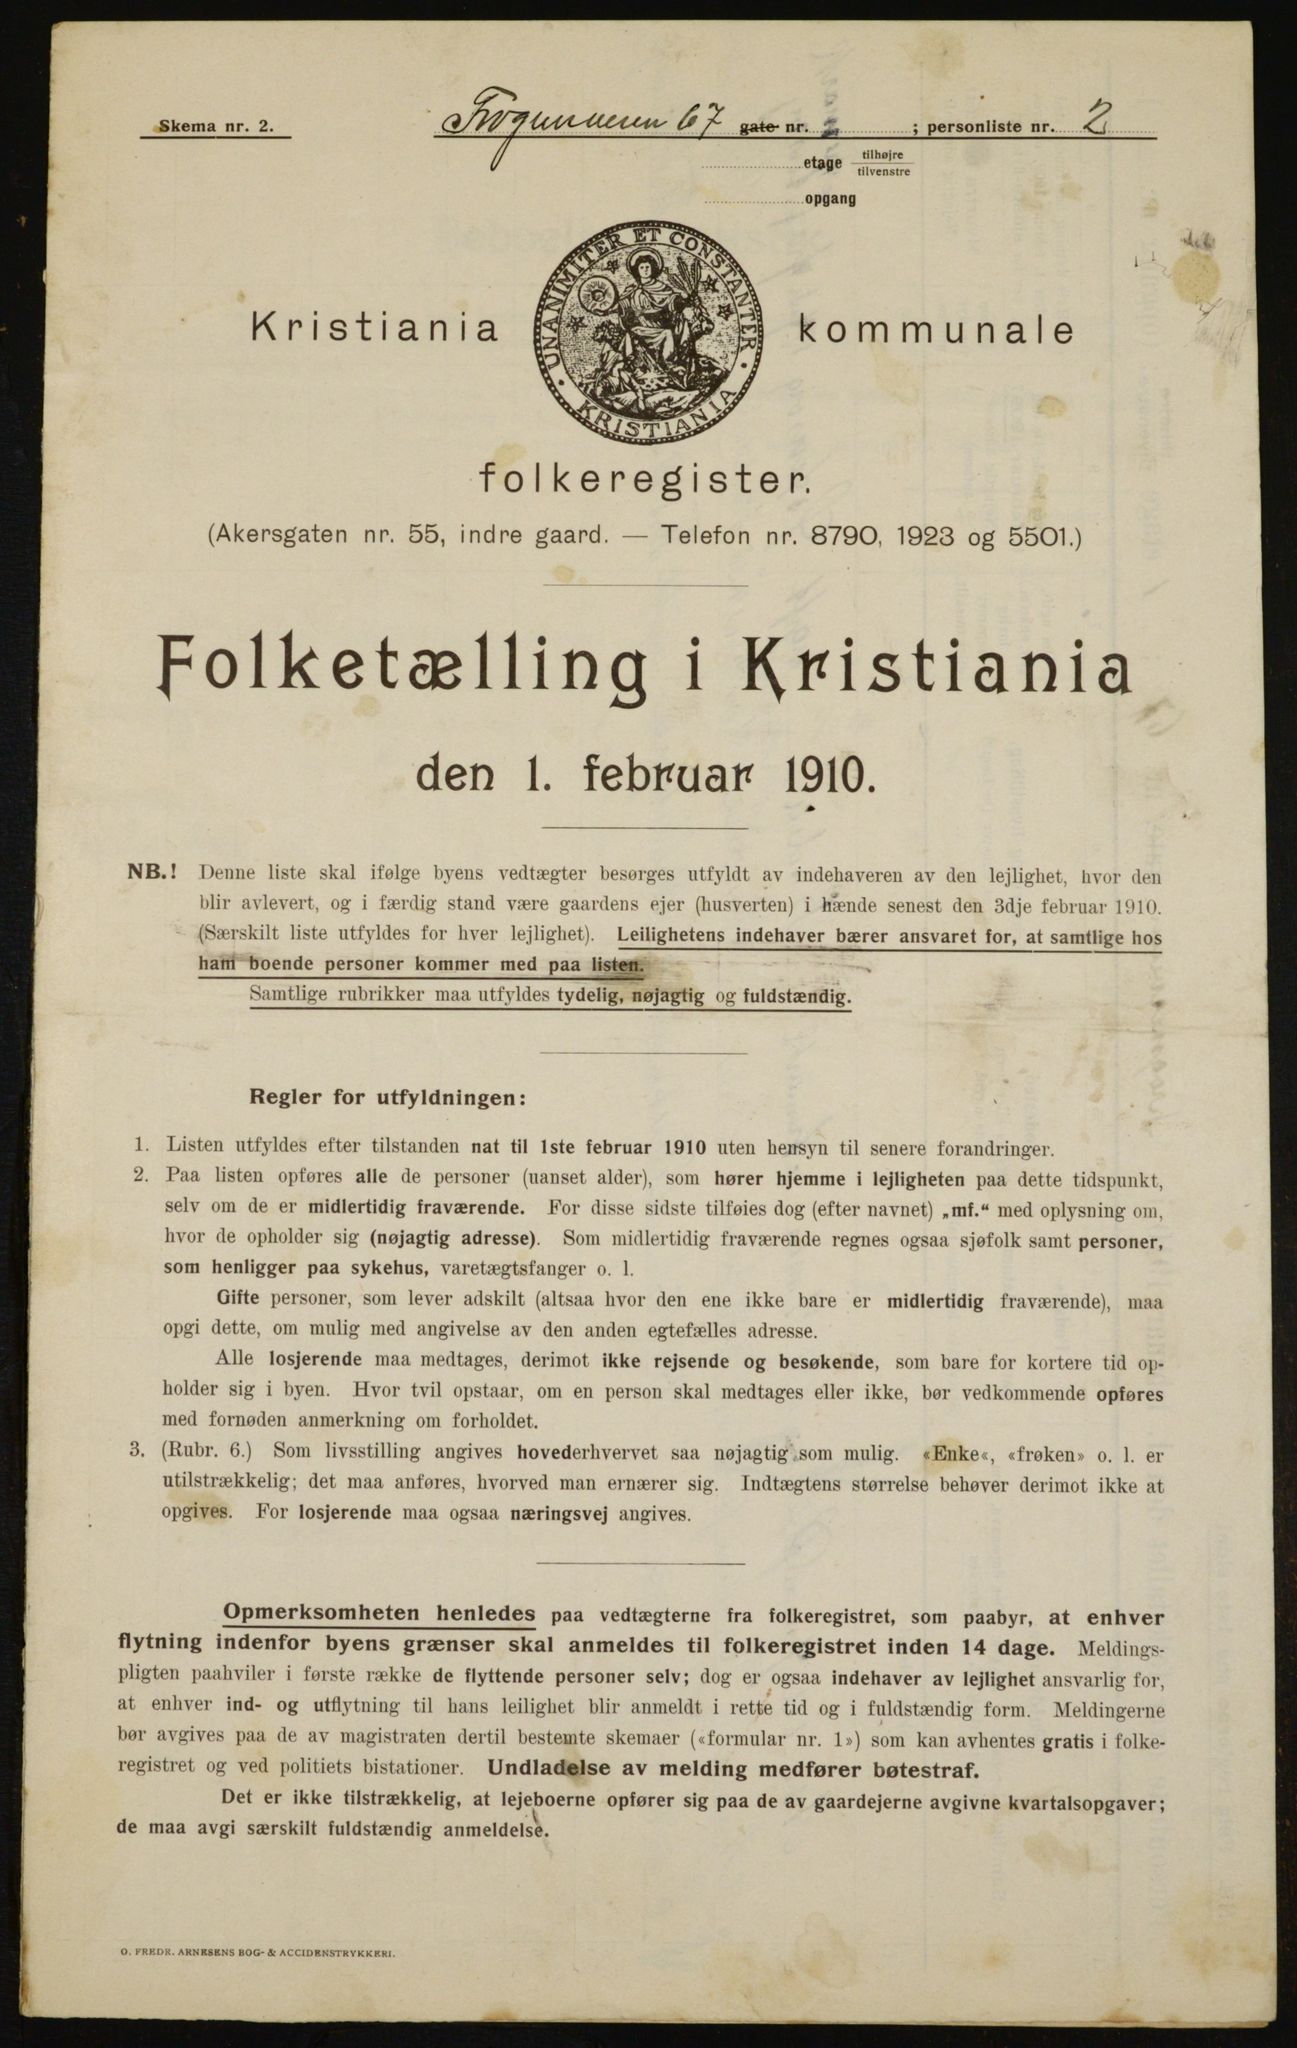 Skema nr. 2. Frognerveien 67 gate nr. ; personliste nr. 2
etage tilhøjre
tilvenstre
opgang
UNANIMITER ET CONSTANTER
KRISTIANIA
Kristiania kommunale
folkeregister.
(Akersgaten nr. 55, indre gaard. — Telefon nr. 8790, 1923 og 5501.)
Folketælling i Kristiania
den 1. februar 1910.
NB.! Denne liste skal ifølge byens vedtægter besørges utfyldt av indehaveren av den lejlighet, hvor den
blir avlevert, og i færdig stand være gaardens ejer (husverten) i hænde senest den 3dje februar 1910.
(Særskilt liste utfyldes for hver lejlighet). Leilighetens indehaver bærer ansvaret for, at samtlige hos
ham boende personer kommer med paa listen.
Samtlige rubrikker maa utfyldes tydelig, nøjagtig og fuldstændig.
Regler for utfyldningen:
1. Listen utfyldes efter tilstanden nat til 1ste februar 1910 uten hensyn til senere forandringer.
2. Paa listen opføres alle de personer (uanset alder), som hører hjemme i lejligheten paa dette tidspunkt,
selv om de er midlertidig fraværende. For disse sidste tilføies dog (efter navnet) „mf.“ med oplysning om,
hvor de opholder sig (nøjagtig adresse). Som midlertidig fraværende regnes ogsaa sjøfolk samt personer,
som henligger paa sykehus, varetægtsfanger o. l.
Gifte personer, som lever adskilt (altsaa hvor den ene ikke bare er midlertidig fraværende), maa
opgi dette, om mulig med angivelse av den anden egtefælles adresse.
Alle losjerende maa medtages, derimot ikke rejsende og besøkende, som bare for kortere tid op-
holder sig i byen. Hvor tvil opstaar, om en person skal medtages eller ikke, bør vedkommende opføres
med fornøden anmerkning om forholdet.
3. (Rubr. 6.) Som livsstilling angives hovederhvervet saa nøjagtig som mulig. «Enke«, «frøken» o. l. er
utilstrækkelig; det maa anføres, hvorved man ernærer sig. Indtægtens størrelse behøver derimot ikke at
opgives. For losjerende maa ogsaa næringsvej angives.
Opmerksomheten henledes paa vedtægterne fra folkeregistret, som paabyr, at enhver
flytning indenfor byens grænser skal anmeldes til folkeregistret inden 14 dage. Meldings-
pligten paahviler i første række de flyttende personer selv; dog er ogsaa indehaver av lejlighet ansvarlig for,
at enhver ind- og utflytning til hans leilighet blir anmeldt i rette tid og i fuldstændig form. Meldingerne
bør avgives paa de av magistraten dertil bestemte skemaer («formular nr. 1») som kan avhentes gratis i folke-
registret og ved politiets bistationer. Undladelse av melding medfører bøtestraf.
Det er ikke tilstrækkelig, at lejeboerne opfører sig paa de av gaardejerne avgivne kvartalsopgaver;
de maa avgi særskilt fuldstændig anmeldelse.
O. FREDR. ARNESENS BOG- & ACCIDENSTRYKKERI.